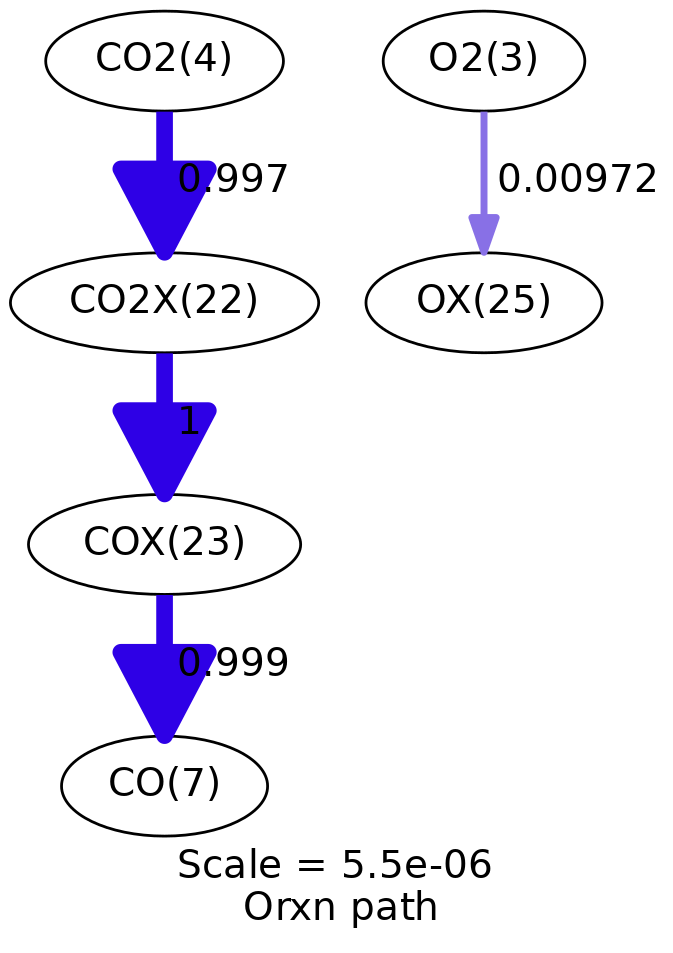 CO2(4)
O2(3)
0.997
0.00972
CO2X(22)
OX(25)
1
COX(23)
0.999
CO(7)
Scale = 5.5e-06
Orxn path